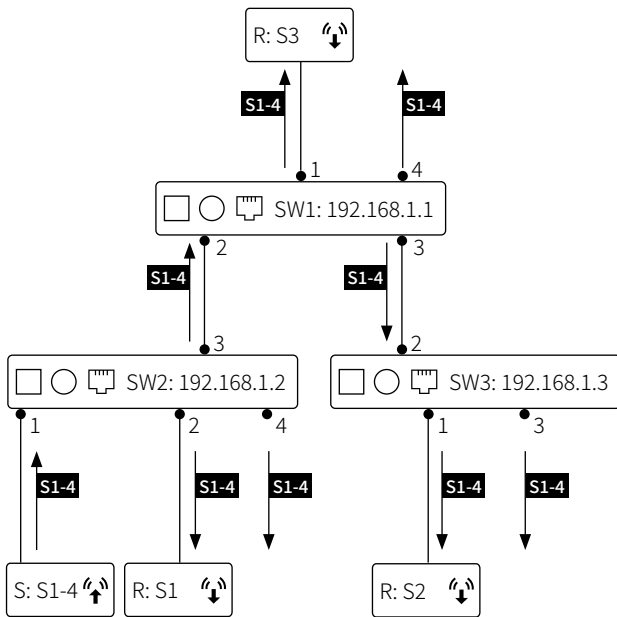 R: S3
S1-4
S1-4
1
4
SW1: 192.168.1.1
2
3
S1-4
S1-4
3
2
SW2: 192.168.1.2
SW3: 192.168.1.3
1
2
4
1
3
S1-4
S1-4
S1-4
S1-4
S1-4
S: S1-4
R: S1
R: S2